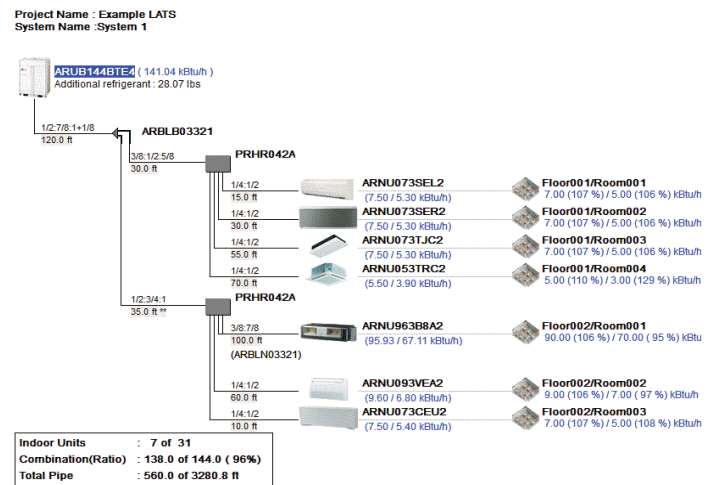 Project Name : Example LATS
System Name :System 1
ARUB144BTE4 ( 141.04 kBtu/h )
Additional refrigerant : 28.07 lbs
1/2:7/8:1+1/8
120.0 ft
ARBLB03321
3/8:1/2:5/8
30.0 ft
PRHR042A
1/4:1/2
15.0 ft
ARNU073SEL2
(7.50 / 5.30 kBtu/h)
Floor001/Room001
7.00 (107 %) / 5.00 (106 %) kBtu/h
1/4:1/2
30.0 ft
ARNU073SER2
(7.50 / 5.30 kBtu/h)
Floor001/Room002
7.00 (107 %) / 5.00 (106 %) kBtu/h
1/4:1/2
55.0 ft
ARNU073TJC2
(7.50 / 5.30 kBtu/h)
Floor001/Room003
7.00 (107 %) / 5.00 (106 %) kBtu/h
1/4:1/2
70.0 ft
ARNU053TRC2
(5.50 / 3.90 kBtu/h)
Floor001/Room004
5.00 (110 %) / 3.00 (129 %) kBtu/h
1/2:3/4:1
35.0 ft **
PRHR042A
3/8:7/8
100.0 ft
(ARBLN03321)
ARNU963B8A2
(95.93 / 67.11 kBtu/h)
Floor002/Room001
90.00 (106 %) / 70.00 ( 95 %) kBtu
1/4:1/2
60.0 ft
ARNU093VEA2
(9.60 / 6.80 kBtu/h)
Floor002/Room002
9.00 (106 %) / 7.00 ( 97 %) kBtu/h
1/4:1/2
10.0 ft
ARNU073CEU2
(7.50 / 5.40 kBtu/h)
Floor002/Room003
7.00 (107 %) / 5.00 (108 %) kBtu/h
Indoor Units : 7 of 31
Combination(Ratio) : 138.0 of 144.0 ( 96%)
Total Pipe : 560.0 of 3280.8 ft